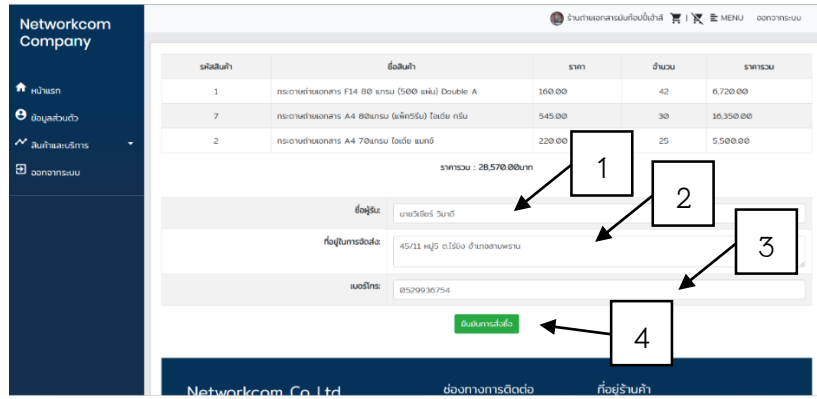 Networkcom
Company
ร้านถ่ายเอกสารมินท์อปปี้เฮ้าส์ | MENU ออกจากระบบ
หน้าแรก
ข้อมูลส่วนตัว
สินค้าและบริการ
ออกจากระบบ
รหัสสินค้า ชื่อสินค้า ราคา จำนวน ราคารวม
1 กระดาษถ่ายเอกสาร F14 80 แกรม (500 แผ่น) Double A 160.00 42 6,720.00
7 กระดาษถ่ายเอกสาร A4 80แกรม (แพ็ก5รีม) ไอเดีย กรีน 545.00 30 16,350.00
2 กระดาษถ่ายเอกสาร A4 70แกรม ไอเดีย แมกซ์ 220.00 25 5,500.00
ราคารวม : 28,570.00บาท
1
ชื่อผู้รับ: นายวิเชียร์ วินาดี
2
ที่อยู่ในการจัดส่ง: 45/11 หมู่5 ต.ไร่ขิง อำเภอสามพราน
3
เบอร์โทร: 0529936754
ยืนยันการสั่งซื้อ
4
Networkcom Co.,Ltd ช่องทางการติดต่อ ที่อยู่ร้านค้า